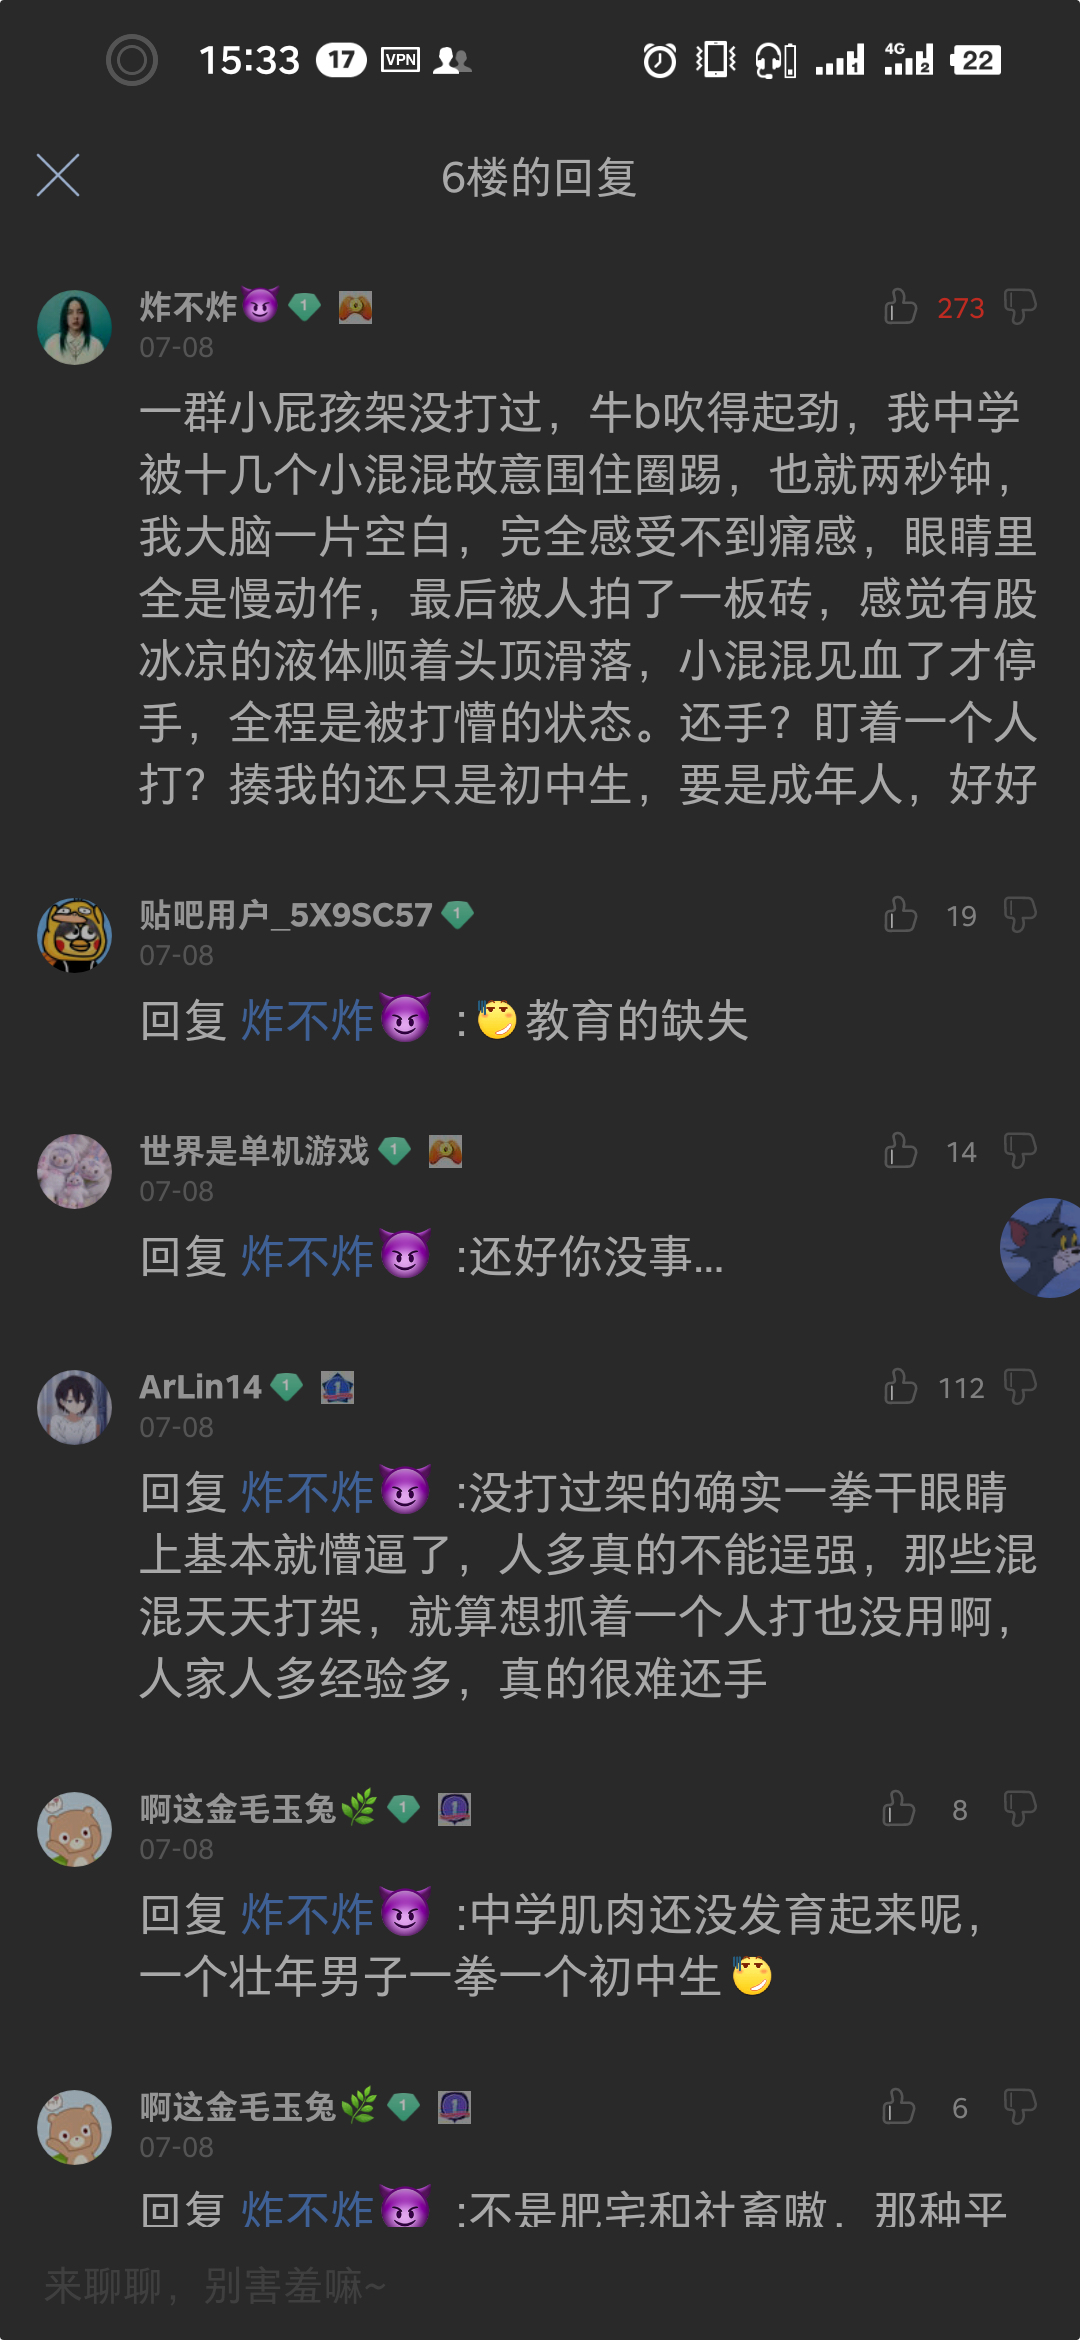 15:33 17 VPN 4G 1 2 22
6楼的回复
炸不炸😈 1 273
07-08
一群小屁孩架没打过，牛b吹得起劲，我中学
被十几个小混混故意围住圈踢，也就两秒钟，
我大脑一片空白，完全感受不到痛感，眼睛里
全是慢动作，最后被人拍了一板砖，感觉有股
冰凉的液体顺着头顶滑落，小混混见血了才停
手，全程是被打懵的状态。还手？盯着一个人
打？揍我的还只是初中生，要是成年人，好好
贴吧用户_5X9SC57 1 19
07-08
回复 炸不炸😈 :教育的缺失
世界是单机游戏 1 14
07-08
回复 炸不炸😈 :还好你没事...
ArLin14 1 1 112
07-08
回复 炸不炸😈 :没打过架的确实一拳干眼睛
上基本就懵逼了，人多真的不能逞强，那些混
混天天打架，就算想抓着一个人打也没用啊，
人家人多经验多，真的很难还手
啊这金毛玉兔🌿 1 1 8
07-08
回复 炸不炸😈 :中学肌肉还没发育起来呢，
一个壮年男子一拳一个初中生
啊这金毛玉兔🌿 1 1 6
07-08
回复 炸不炸😈 :不是肥宅和社畜嗷，那种平
来聊聊，别害羞嘛~